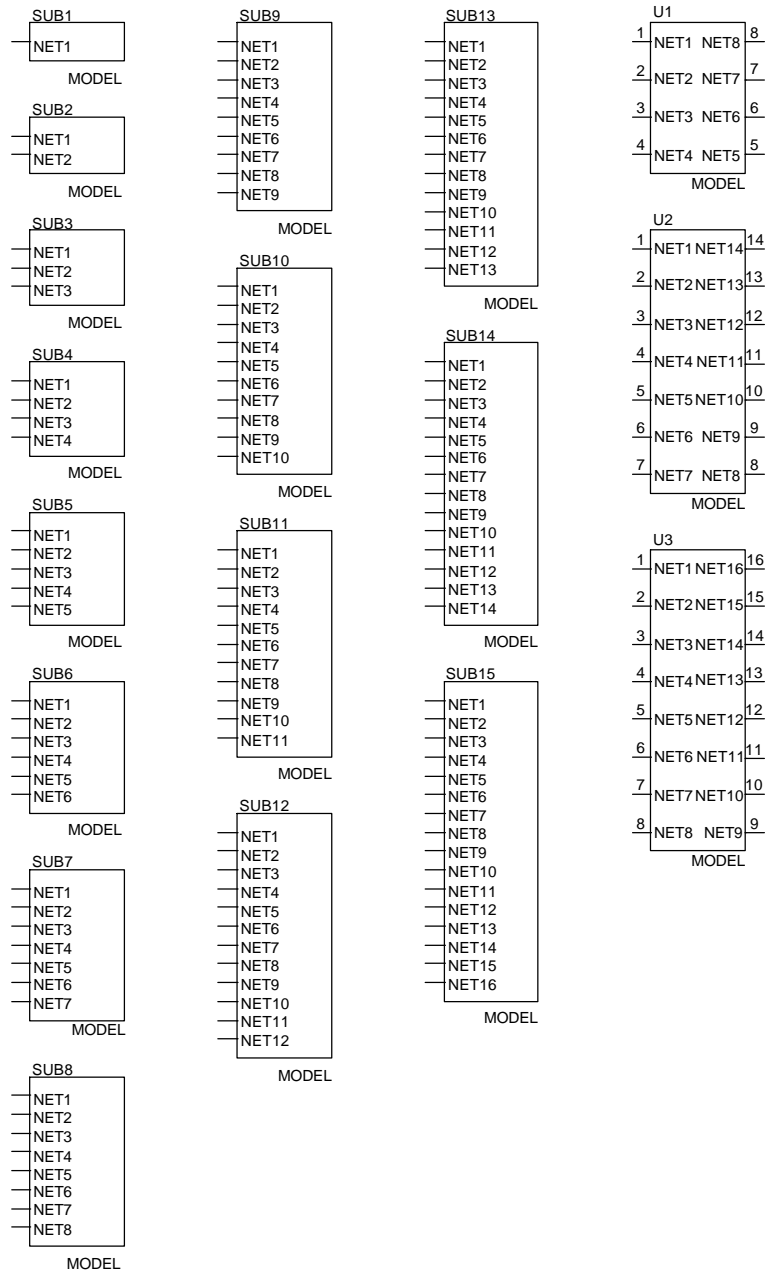 SUB1
NET1
MODEL
SUB2
NET1
NET2
MODEL
SUB3
NET1
NET2
NET3
MODEL
SUB4
NET1
NET2
NET3
NET4
MODEL
SUB5
NET1
NET2
NET3
NET4
NET5
MODEL
SUB6
NET1
NET2
NET3
NET4
NET5
NET6
MODEL
SUB7
NET1
NET2
NET3
NET4
NET5
NET6
NET7
MODEL
SUB8
NET1
NET2
NET3
NET4
NET5
NET6
NET7
NET8
MODEL
SUB9
NET1
NET2
NET3
NET4
NET5
NET6
NET7
NET8
NET9
MODEL
SUB10
NET1
NET2
NET3
NET4
NET5
NET6
NET7
NET8
NET9
NET10
MODEL
SUB11
NET1
NET2
NET3
NET4
NET5
NET6
NET7
NET8
NET9
NET10
NET11
MODEL
SUB12
NET1
NET2
NET3
NET4
NET5
NET6
NET7
NET8
NET9
NET10
NET11
NET12
MODEL
SUB13
NET1
NET2
NET3
NET4
NET5
NET6
NET7
NET8
NET9
NET10
NET11
NET12
NET13
MODEL
SUB14
NET1
NET2
NET3
NET4
NET5
NET6
NET7
NET8
NET9
NET10
NET11
NET12
NET13
NET14
MODEL
SUB15
NET1
NET2
NET3
NET4
NET5
NET6
NET7
NET8
NET9
NET10
NET11
NET12
NET13
NET14
NET15
NET16
MODEL
U1
1 NET1 NET8 8
2 NET2 NET7 7
3 NET3 NET6 6
4 NET4 NET5 5
MODEL
U2
1 NET1 NET14 14
2 NET2 NET13 13
3 NET3 NET12 12
4 NET4 NET11 11
5 NET5 NET10 10
6 NET6 NET9 9
7 NET7 NET8 8
MODEL
U3
1 NET1 NET16 16
2 NET2 NET15 15
3 NET3 NET14 14
4 NET4 NET13 13
5 NET5 NET12 12
6 NET6 NET11 11
7 NET7 NET10 10
8 NET8 NET9 9
MODEL